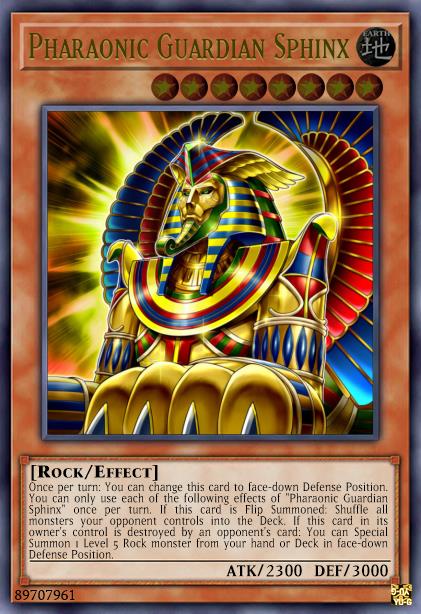 PHARAONIC GUARDIAN SPHINX
EARTH
地
[ROCK/EFFECT]
Once per turn: You can change this card to face-down Defense Position.
You can only use each of the following effects of "Pharaonic Guardian
Sphinx" once per turn. If this card is Flip Summoned: Shuffle all
monsters your opponent controls into the Deck. If this card in its
owner's control is destroyed by an opponent's card: You can Special
Summon 1 Level 5 Rock monster from your hand or Deck in face-down
Defense Position.
ATK/2300 DEF/3000
89707961